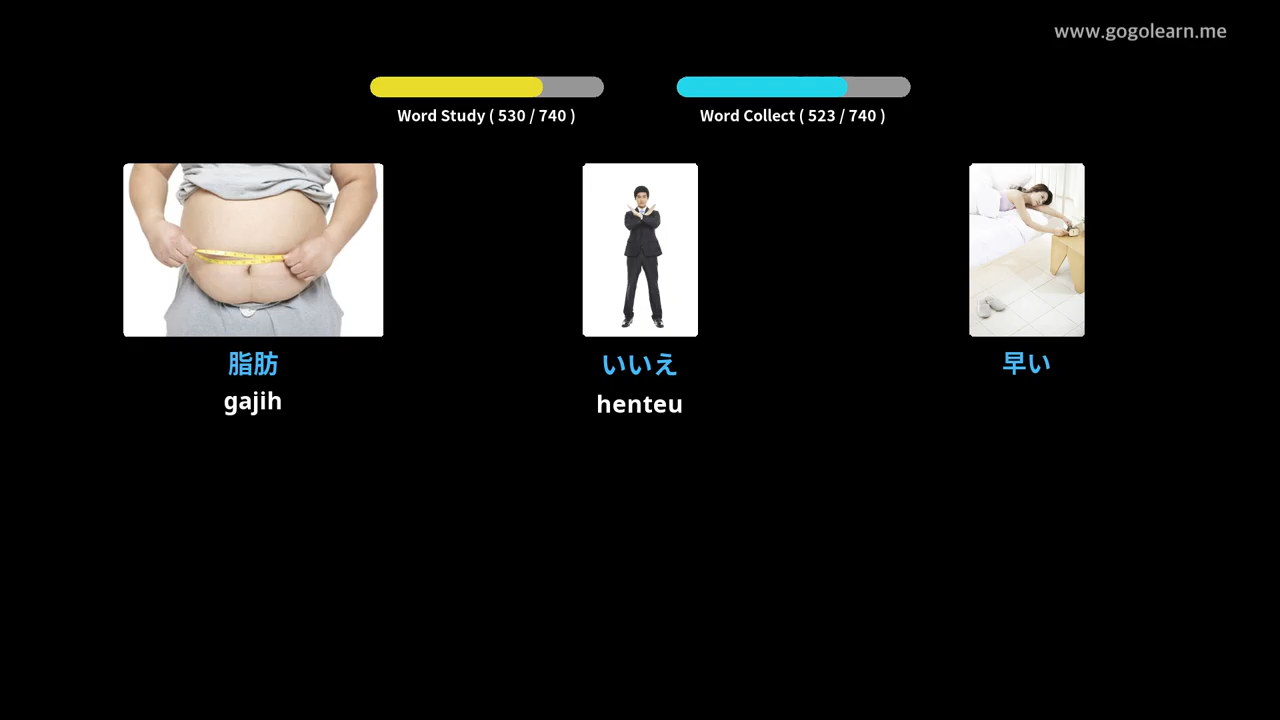 www.gogolearn.me
Word Study ( 530 / 740 )
Word Collect ( 523 / 740 )
脂肪
いいえ
早い
gajih
henteu